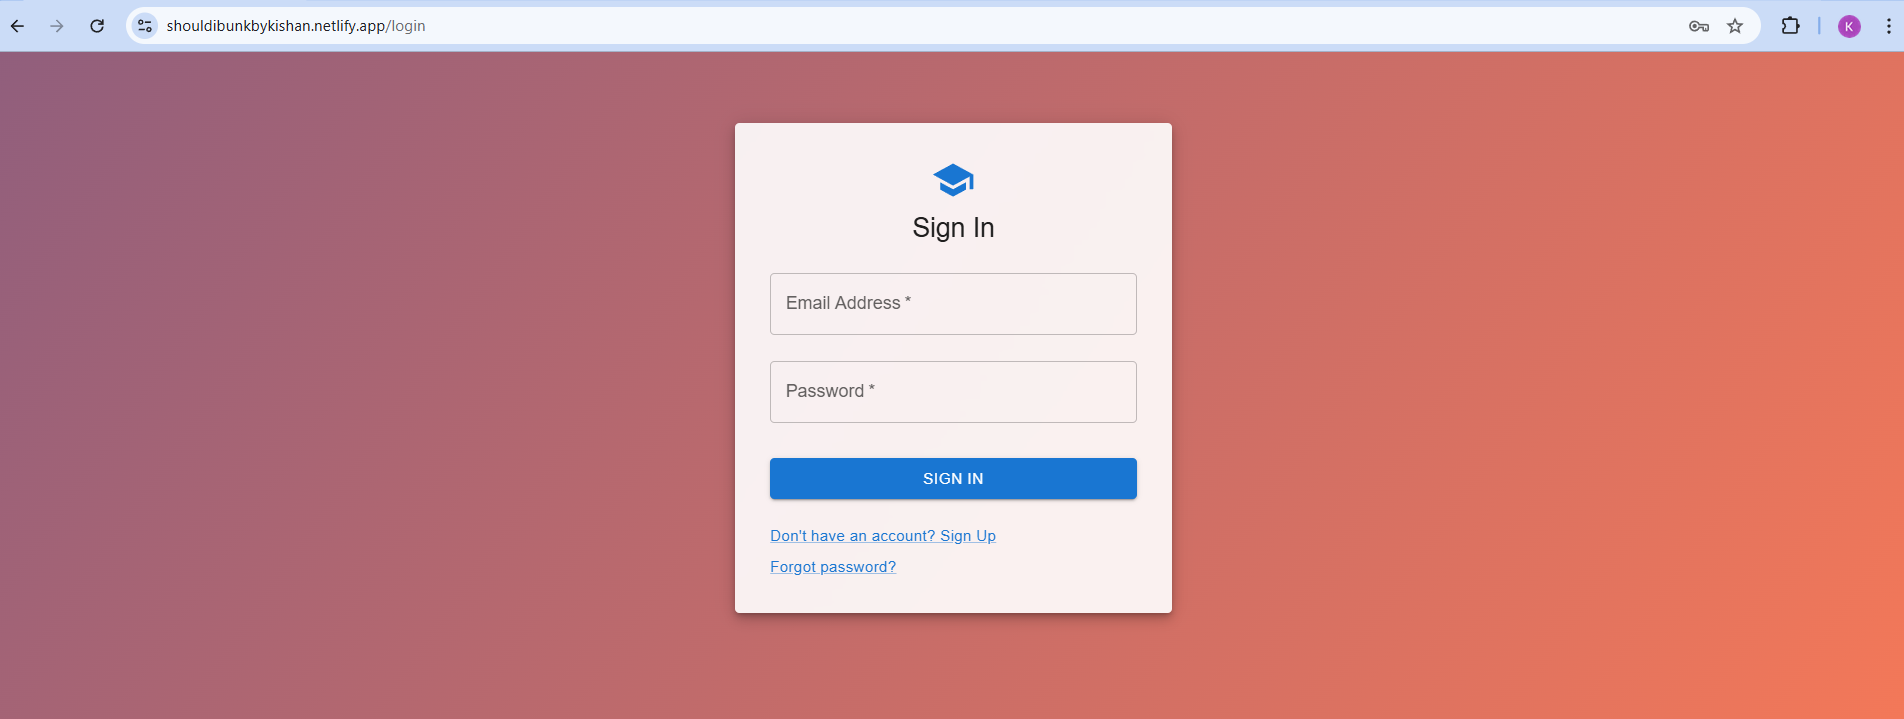 shouldibunkbykishan.netlify.app/login
K
Sign In
Email Address *
Password *
SIGN IN
Don't have an account? Sign Up
Forgot password?